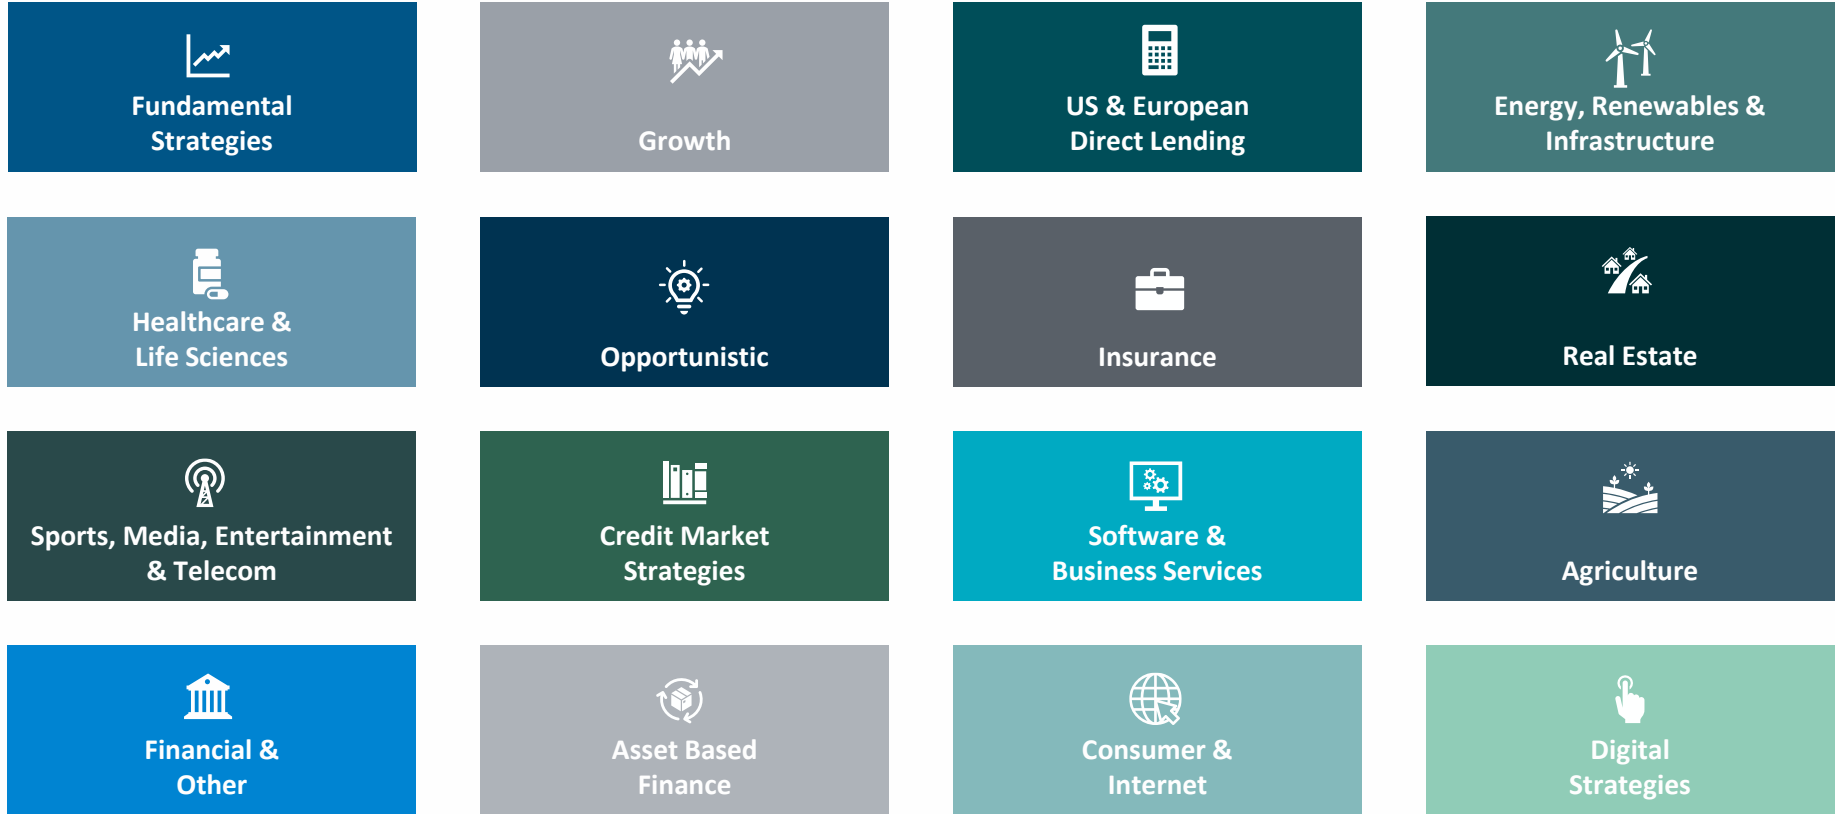 Fundamental
Strategies
Growth
US & European
Direct Lending
Energy, Renewables &
Infrastructure
Healthcare &
Life Sciences
Opportunistic
Insurance
Real Estate
Sports, Media, Entertainment
& Telecom
Credit Market
Strategies
Software &
Business Services
Agriculture
Financial &
Other
Asset Based
Finance
Consumer &
Internet
Digital
Strategies